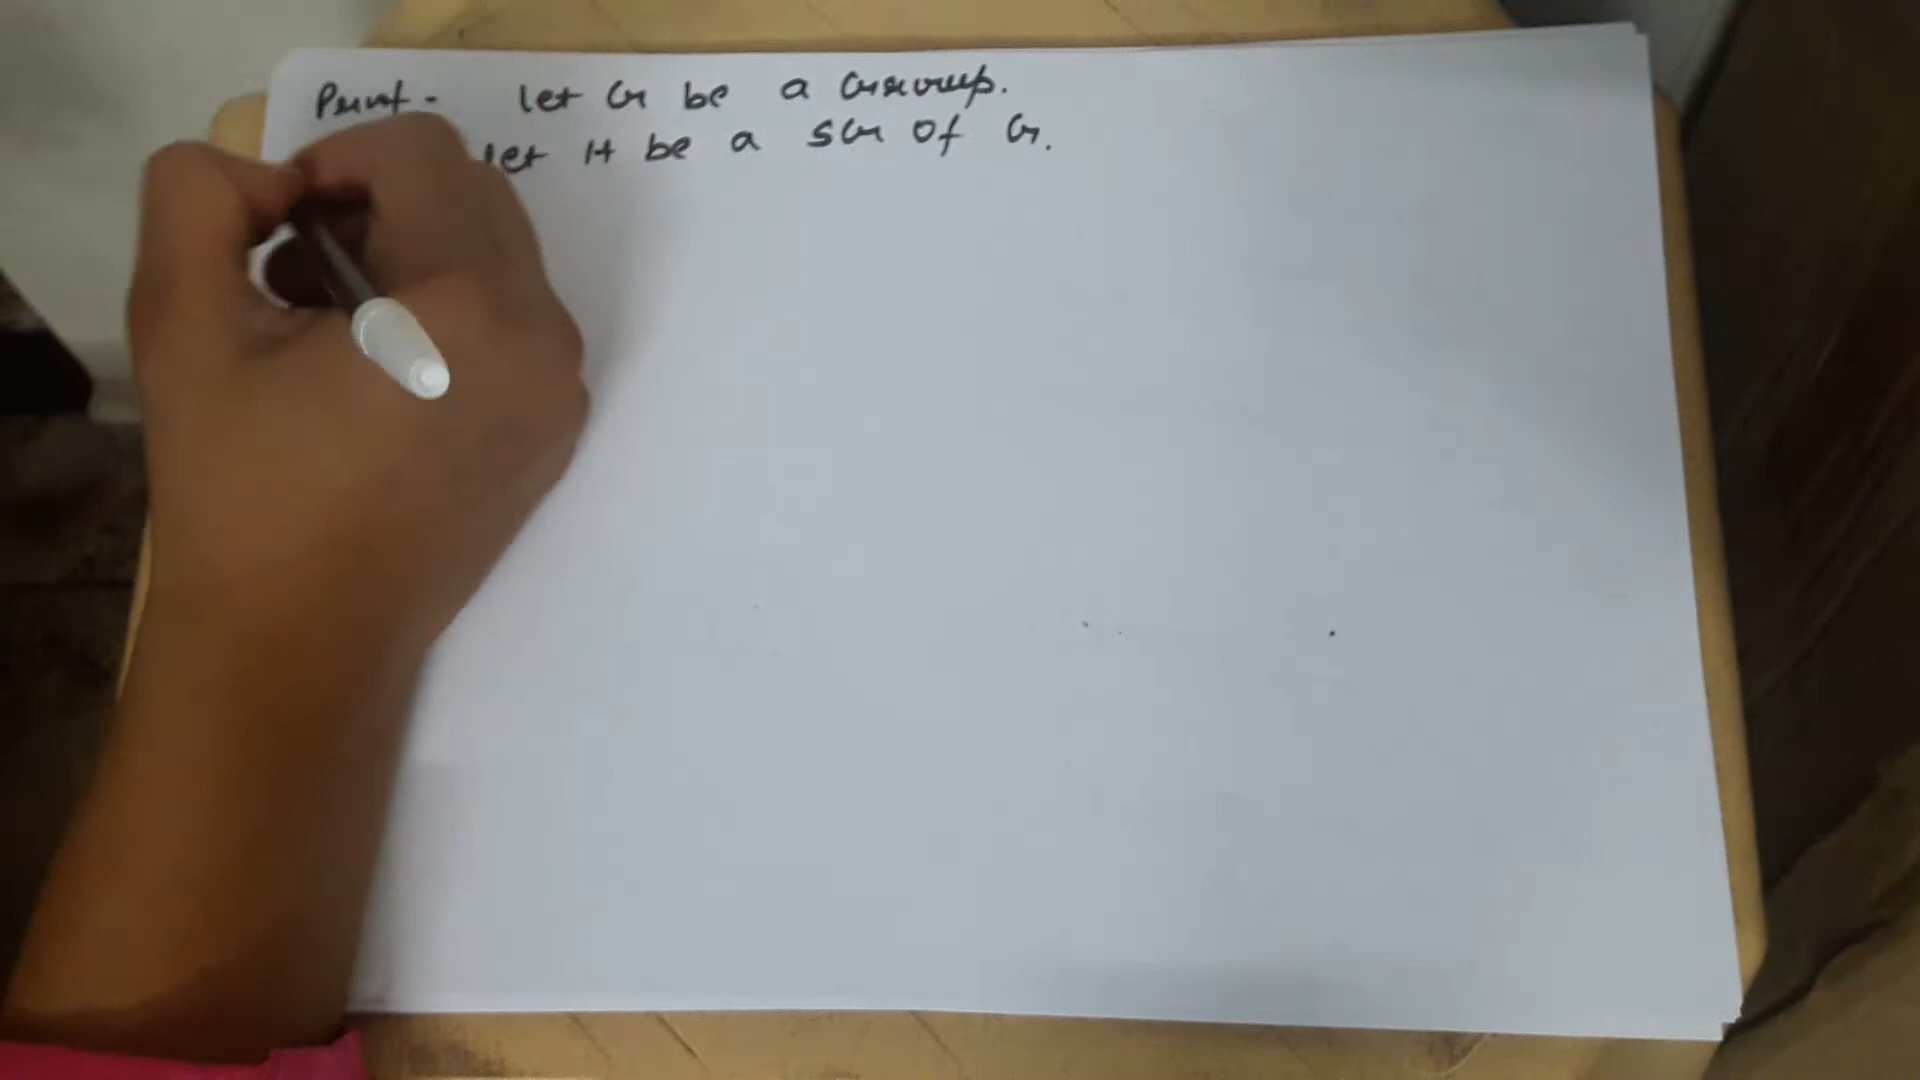 Proof - let G be a Group.
let H be a SG of G.